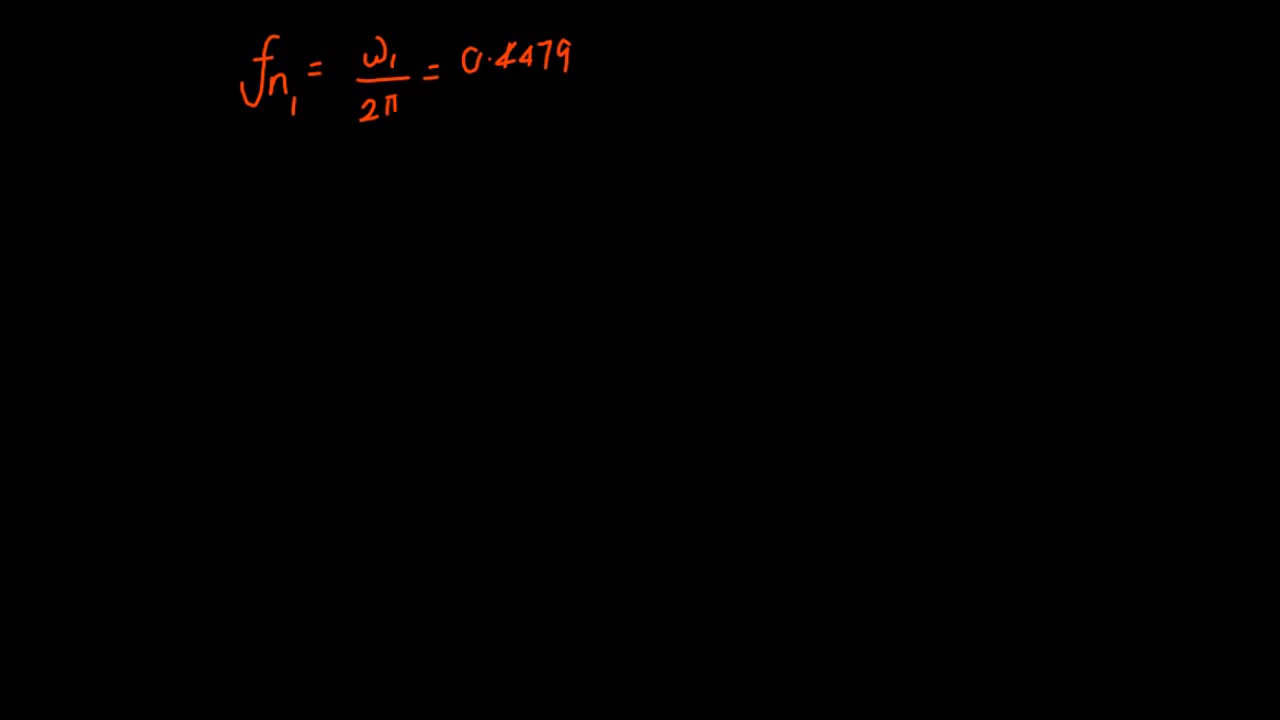 fn₁ = ω₁/2π = 0.4479